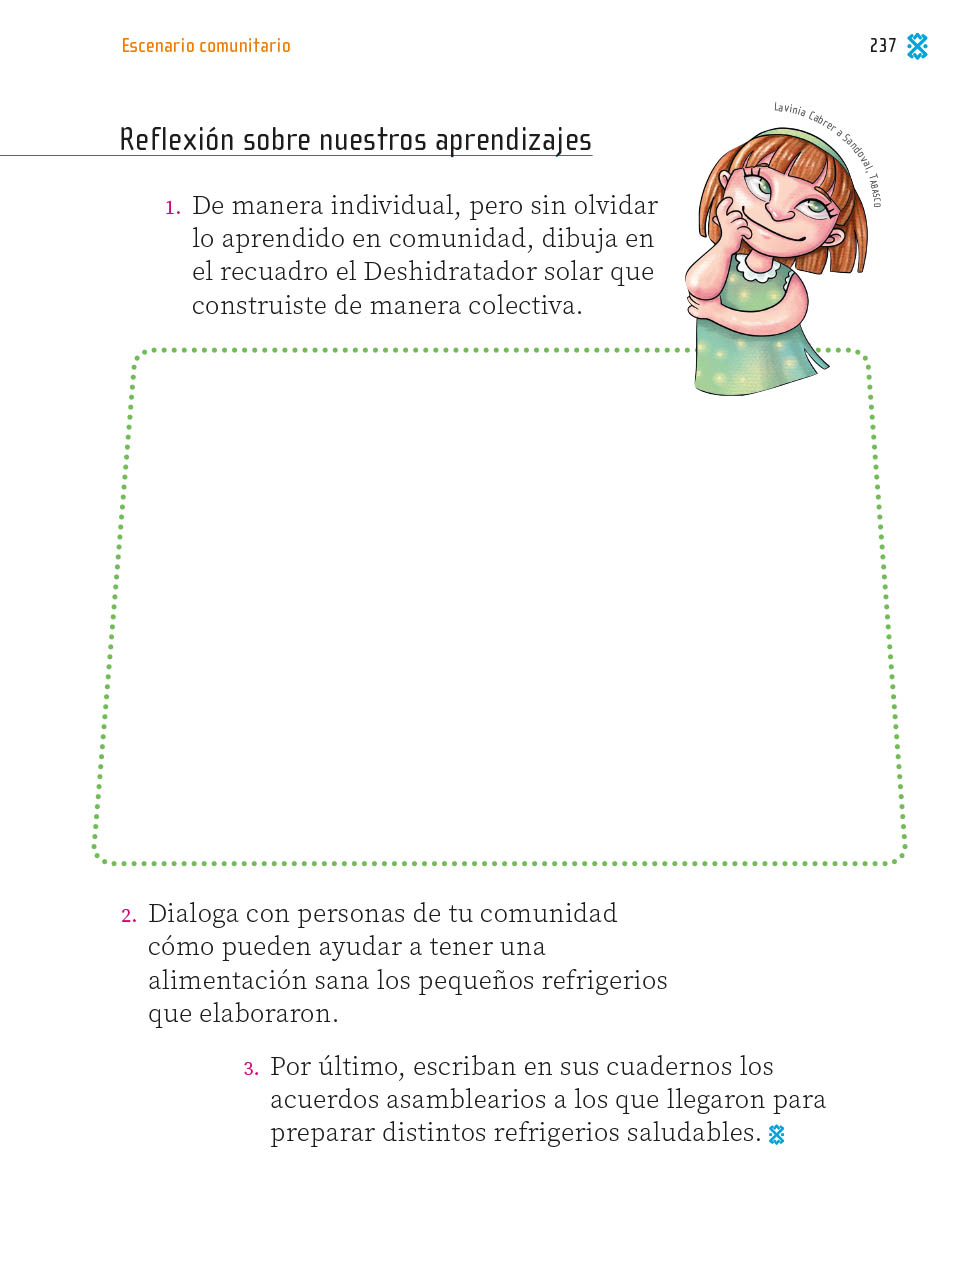 Escenario comunitario
237
Lavinia Cabrer a Sandoval, TABASCO
Reflexión sobre nuestros aprendizajes
1. De manera individual, pero sin olvidar
lo aprendido en comunidad, dibuja en
el recuadro el Deshidratador solar que
construiste de manera colectiva.
2. Dialoga con personas de tu comunidad
cómo pueden ayudar a tener una
alimentación sana los pequeños refrigerios
que elaboraron.
3. Por último, escriban en sus cuadernos los
acuerdos asamblearios a los que llegaron para
preparar distintos refrigerios saludables.